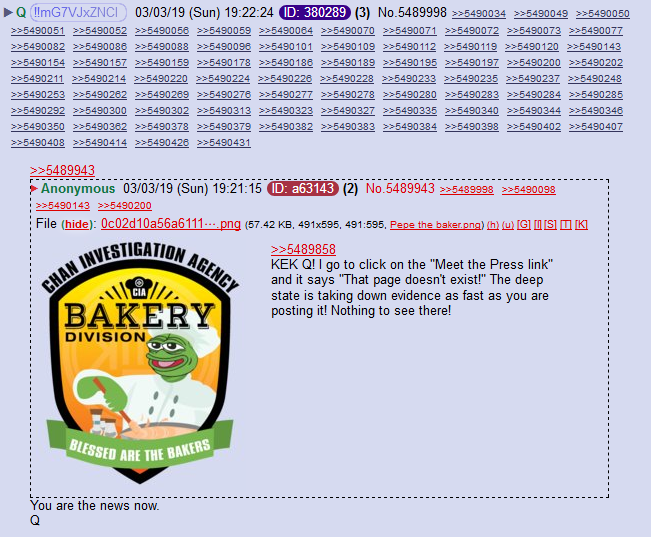 ▶ Q !!mG7VJxZNCI 03/03/19 (Sun) 19:22:24 ID: 380289 (3) No.5489998 >>5490034 >>5490049 >>5490050
>>5490051 >>5490052 >>5490056 >>5490059 >>5490064 >>5490070 >>5490071 >>5490072 >>5490073 >>5490077
>>5490082 >>5490086 >>5490088 >>5490096 >>5490101 >>5490109 >>5490112 >>5490119 >>5490120 >>5490143
>>5490154 >>5490157 >>5490159 >>5490178 >>5490186 >>5490189 >>5490195 >>5490197 >>5490200 >>5490202
>>5490211 >>5490214 >>5490220 >>5490224 >>5490226 >>5490228 >>5490233 >>5490235 >>5490237 >>5490248
>>5490253 >>5490262 >>5490269 >>5490276 >>5490277 >>5490278 >>5490280 >>5490283 >>5490284 >>5490285
>>5490292 >>5490300 >>5490302 >>5490313 >>5490323 >>5490327 >>5490335 >>5490340 >>5490344 >>5490346
>>5490350 >>5490362 >>5490378 >>5490379 >>5490382 >>5490383 >>5490384 >>5490398 >>5490402 >>5490407
>>5490408 >>5490414 >>5490426 >>5490431
>>5489943
▶ Anonymous 03/03/19 (Sun) 19:21:15 ID: a63143 (2) No.5489943 >>5489998 >>5490098
>>5490143 >>5490200
File (hide): 0c02d10a56a6111⋯.png (57.42 KB, 491x595, 491:595, Pepe the baker.png) (h) (u) [G] [I] [S] [T] [K]
CHAN INVESTIGATION AGENCY
CIA
BAKERY
DIVISION
BLESSED ARE THE BAKERS
>>5489858
KEK Q! I go to click on the "Meet the Press link"
and it says "That page doesn't exist!" The deep
state is taking down evidence as fast as you are
posting it! Nothing to see there!
You are the news now.
Q